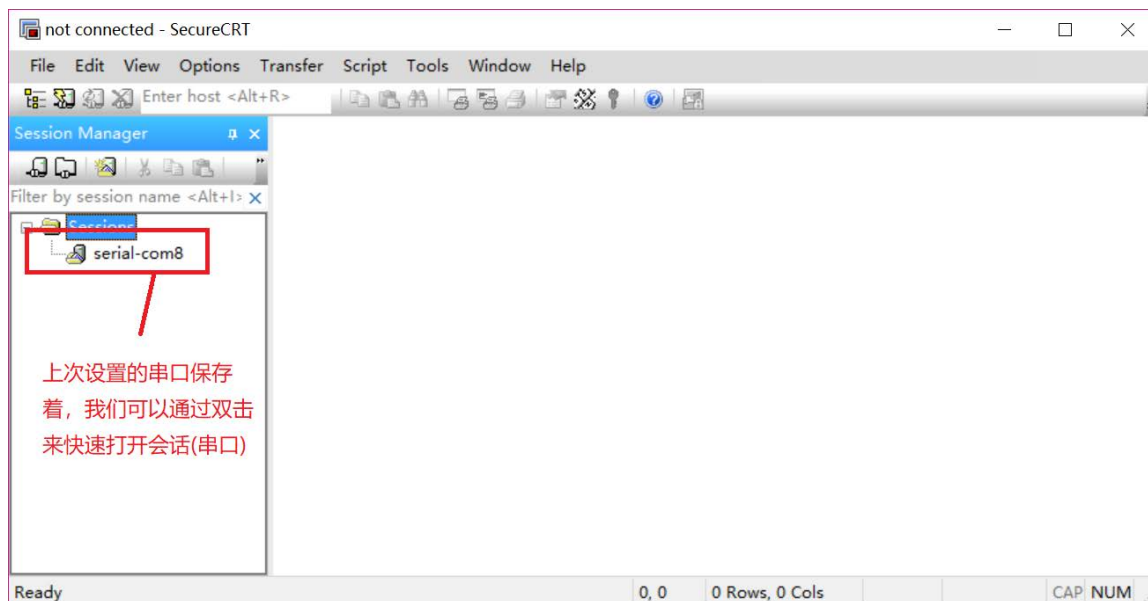 not connected - SecureCRT
File Edit View Options Transfer Script Tools Window Help
Enter host <Alt+R>
Session Manager
Filter by session name <Alt+I>
Sessions
serial-com8
上次设置的串口保存
着，我们可以通过双击
来快速打开会话(串口)
Ready 0, 0 0 Rows, 0 Cols CAP NUM